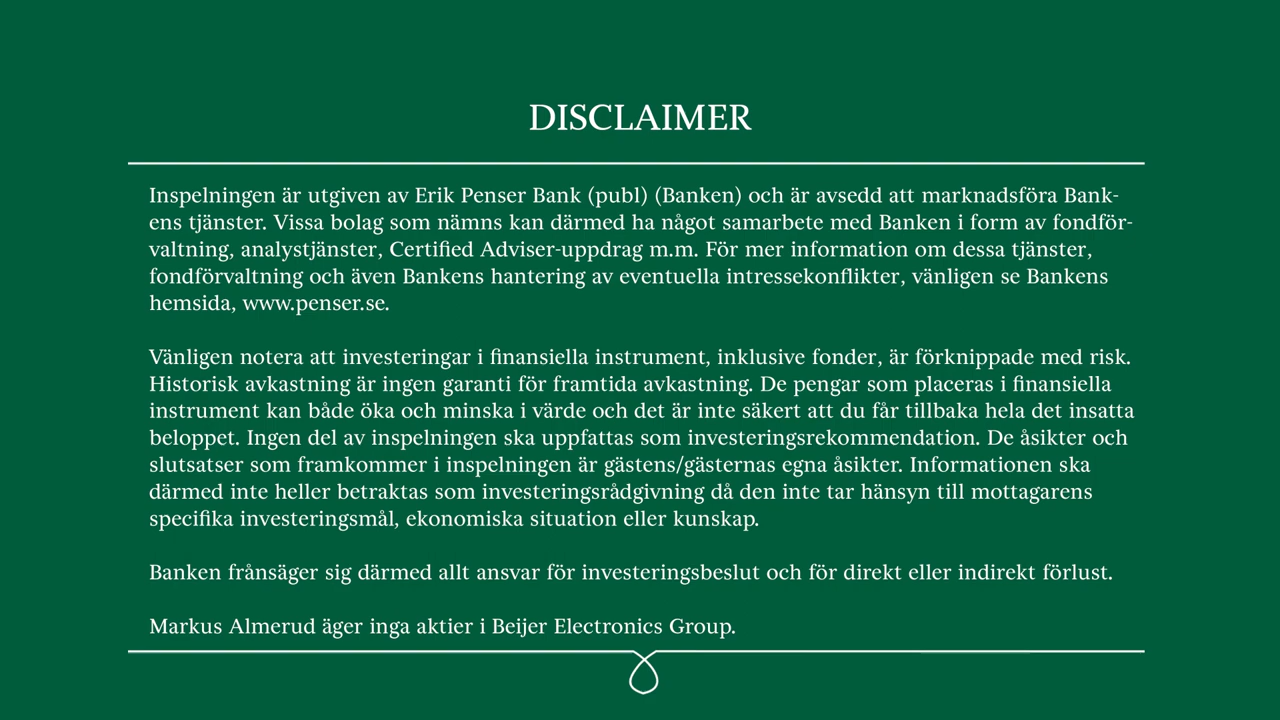 DISCLAIMER
Inspelningen är utgiven av Erik Penser Bank (publ) (Banken) och är avsedd att marknadsföra Bank-
ens tjänster. Vissa bolag som nämns kan därmed ha något samarbete med Banken i form av fondför-
valtning, analystjänster, Certified Adviser-uppdrag m.m. För mer information om dessa tjänster,
fondförvaltning och även Bankens hantering av eventuella intressekonflikter, vänligen se Bankens
hemsida, www.penser.se.
Vänligen notera att investeringar i finansiella instrument, inklusive fonder, är förknippade med risk.
Historisk avkastning är ingen garanti för framtida avkastning. De pengar som placeras i finansiella
instrument kan både öka och minska i värde och det är inte säkert att du får tillbaka hela det insatta
beloppet. Ingen del av inspelningen ska uppfattas som investeringsrekommendation. De åsikter och
slutsatser som framkommer i inspelningen är gästens/gästernas egna åsikter. Informationen ska
därmed inte heller betraktas som investeringsrådgivning då den inte tar hänsyn till mottagarens
specifika investeringsmål, ekonomiska situation eller kunskap.
Banken frånsäger sig därmed allt ansvar för investeringsbeslut och för direkt eller indirekt förlust.
Markus Almerud äger inga aktier i Beijer Electronics Group.